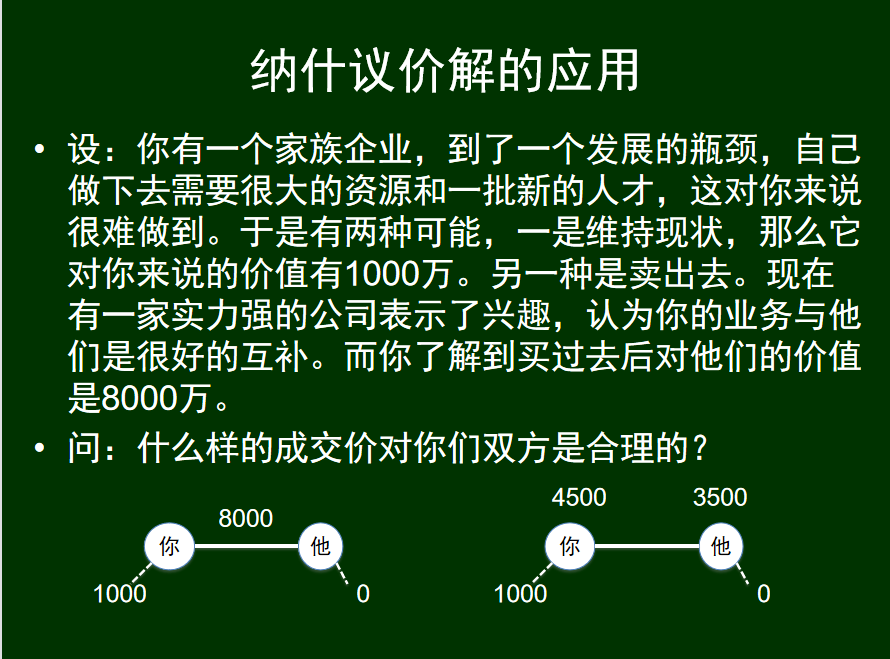 纳什议价解的应用
• 设：你有一个家族企业，到了一个发展的瓶颈，自己
做下去需要很大的资源和一批新的人才，这对你来说
很难做到。于是有两种可能，一是维持现状，那么它
对你来说的价值有1000万。另一种是卖出去。现在
有一家实力强的公司表示了兴趣，认为你的业务与他
们是很好的互补。而你了解到买过去后对他们的价值
是8000万。
• 问：什么样的成交价对你们双方是合理的？
8000
你 他
1000 0
4500 3500
你 他
1000 0